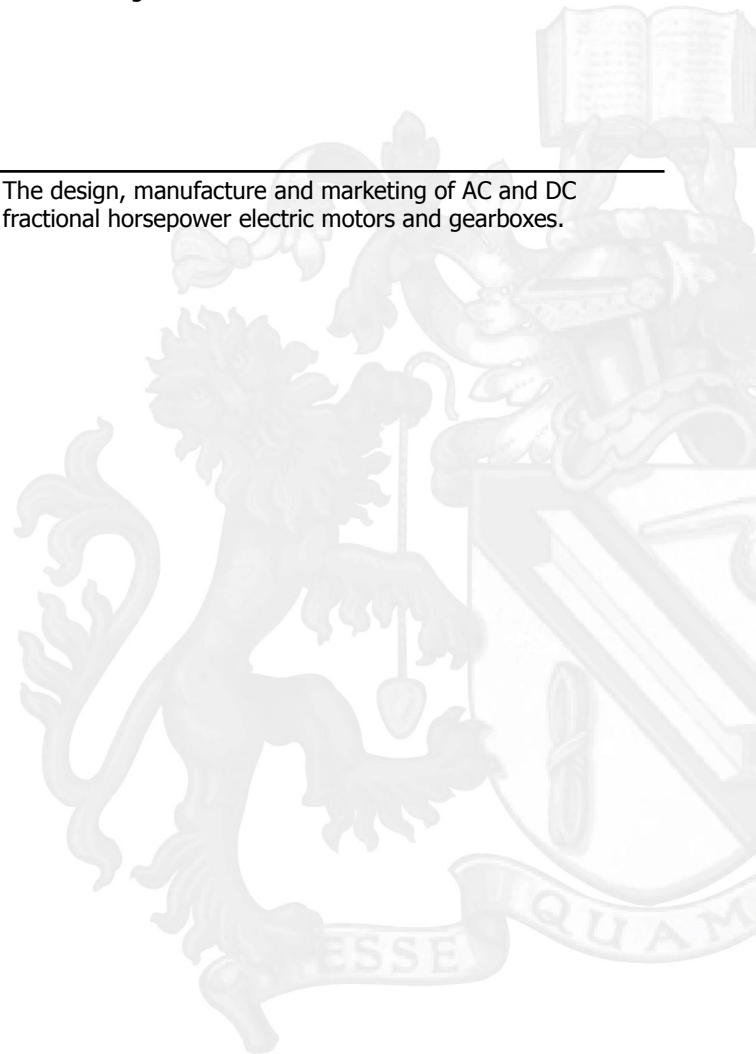 The design, manufacture and marketing of AC and DC
fractional horsepower electric motors and gearboxes.
ESSE
QUAM